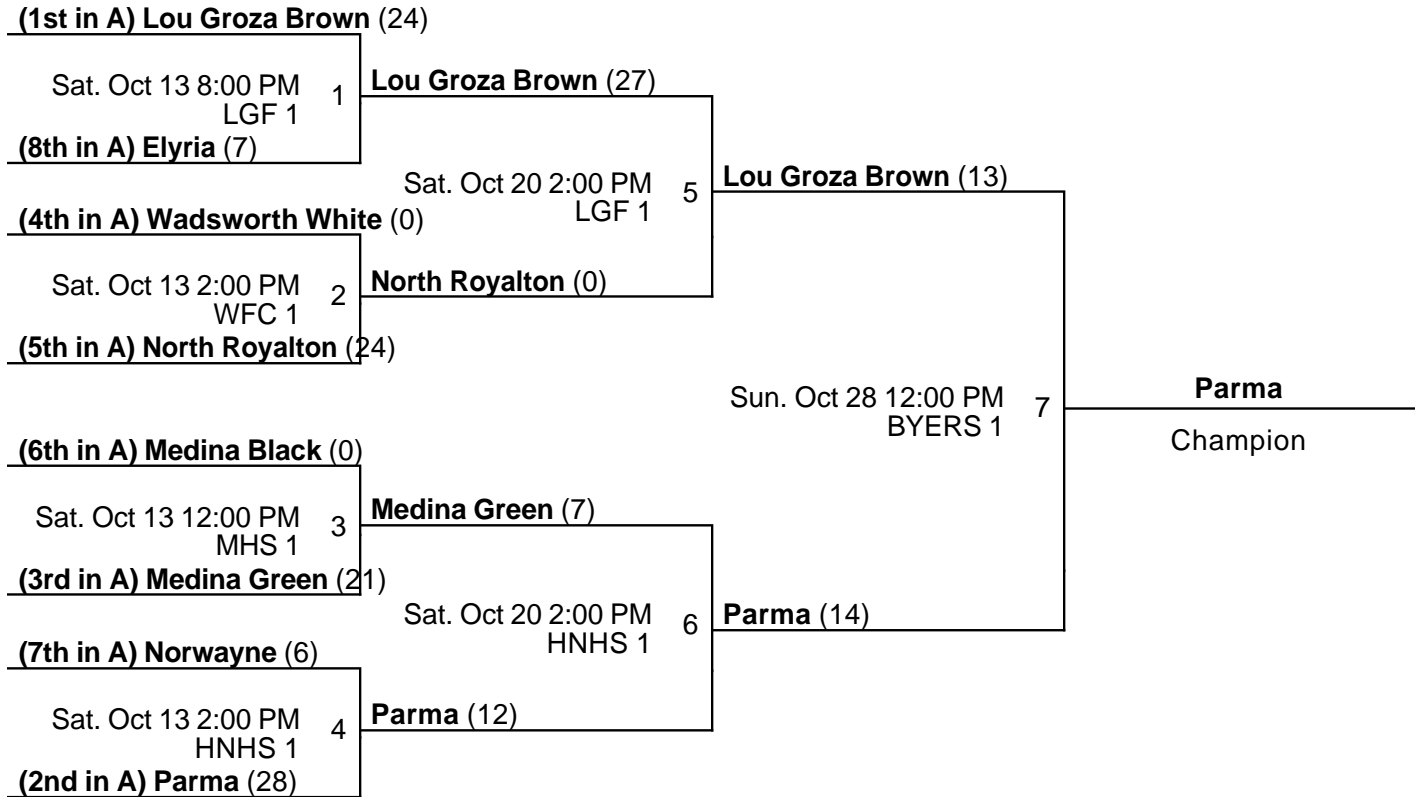 (1st in A) Lou Groza Brown (24)
Sat. Oct 13 8:00 PM
LGF 1
1
(8th in A) Elyria (7)
Lou Groza Brown (27)
(4th in A) Wadsworth White (0)
Sat. Oct 13 2:00 PM
WFC 1
2
(5th in A) North Royalton (24)
North Royalton (0)
Sat. Oct 20 2:00 PM
LGF 1
5
Lou Groza Brown (13)
(6th in A) Medina Black (0)
Sat. Oct 13 12:00 PM
MHS 1
3
(3rd in A) Medina Green (21)
Medina Green (7)
(7th in A) Norwayne (6)
Sat. Oct 13 2:00 PM
HNHS 1
4
(2nd in A) Parma (28)
Parma (12)
Sat. Oct 20 2:00 PM
HNHS 1
6
Parma (14)
Sun. Oct 28 12:00 PM
BYERS 1
7
Parma
Champion